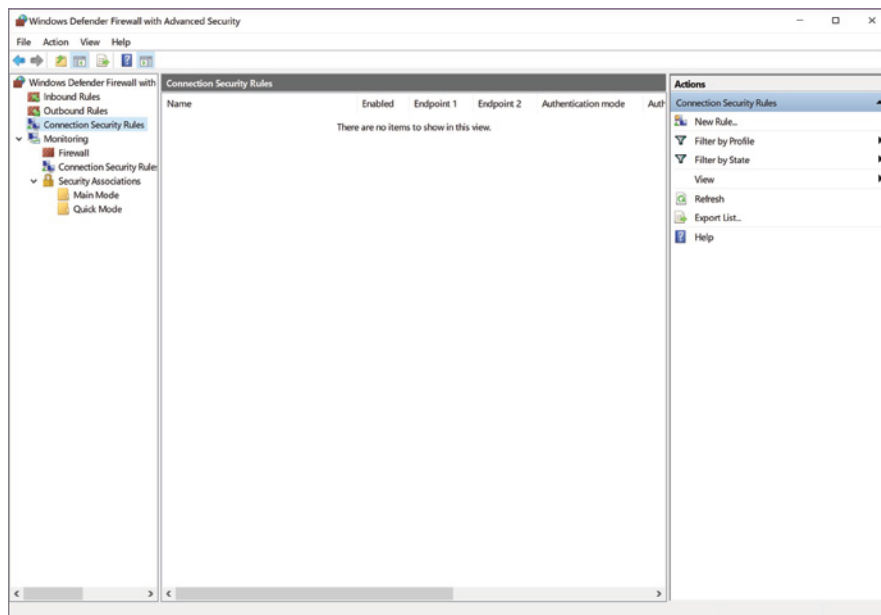 Windows Defender Firewall with Advanced Security
File Action View Help
Windows Defender Firewall with
Inbound Rules
Outbound Rules
Connection Security Rules
Monitoring
Firewall
Connection Security Rule
Security Associations
Main Mode
Quick Mode
Connection Security Rules
Name Enabled Endpoint 1 Endpoint 2 Authentication mode Auth
There are no items to show in this view.
Actions
Connection Security Rules
New Rule...
Filter by Profile
Filter by State
View
Refresh
Export List...
Help